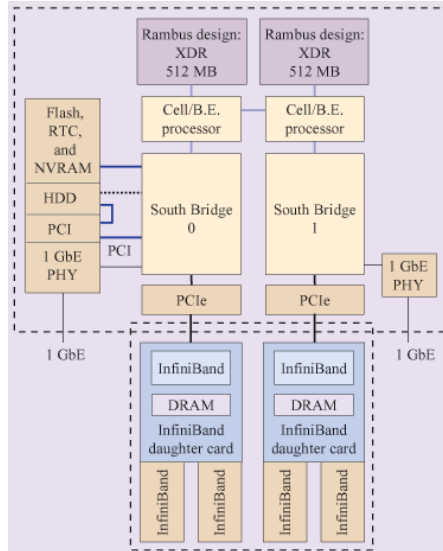 Rambus design:
XDR
512 MB
Rambus design:
XDR
512 MB
Cell/B.E.
processor
Cell/B.E.
processor
Flash,
RTC,
and
NVRAM
HDD
PCI
1 GbE
PHY
PCI
South Bridge
0
South Bridge
1
1 GbE
PHY
PCIe
PCIe
1 GbE
1 GbE
InfiniBand
DRAM
InfiniBand
daughter card
InfiniBand
InfiniBand
InfiniBand
DRAM
InfiniBand
daughter card
InfiniBand
InfiniBand